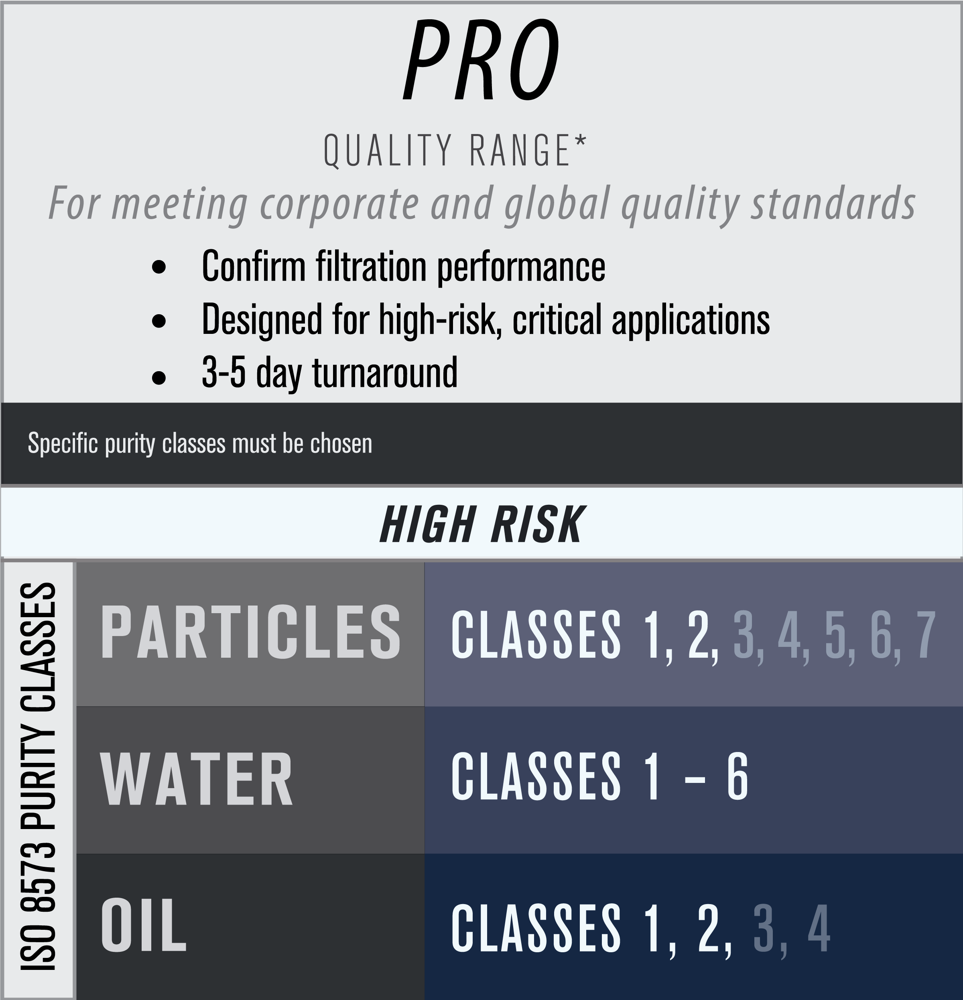 PRO
QUALITY RANGE*
For meeting corporate and global quality standards
• Confirm filtration performance
• Designed for high-risk, critical applications
• 3-5 day turnaround
Specific purity classes must be chosen
HIGH RISK
ISO 8573 PURITY CLASSES
PARTICLES CLASSES 1, 2, 3, 4, 5, 6, 7
WATER CLASSES 1 – 6
OIL CLASSES 1, 2, 3, 4